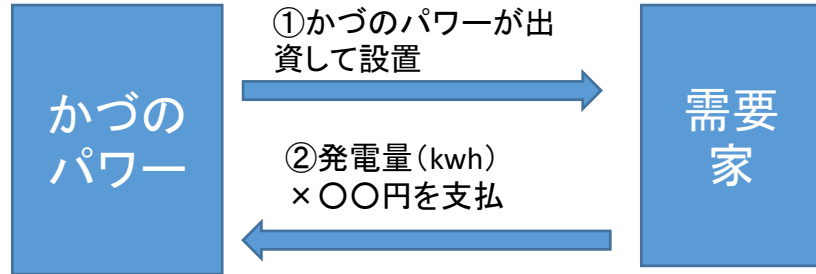 かづの
パワー
①かづのパワーが出
資して設置
②発電量(kwh)
×〇〇円を支払
需要
家